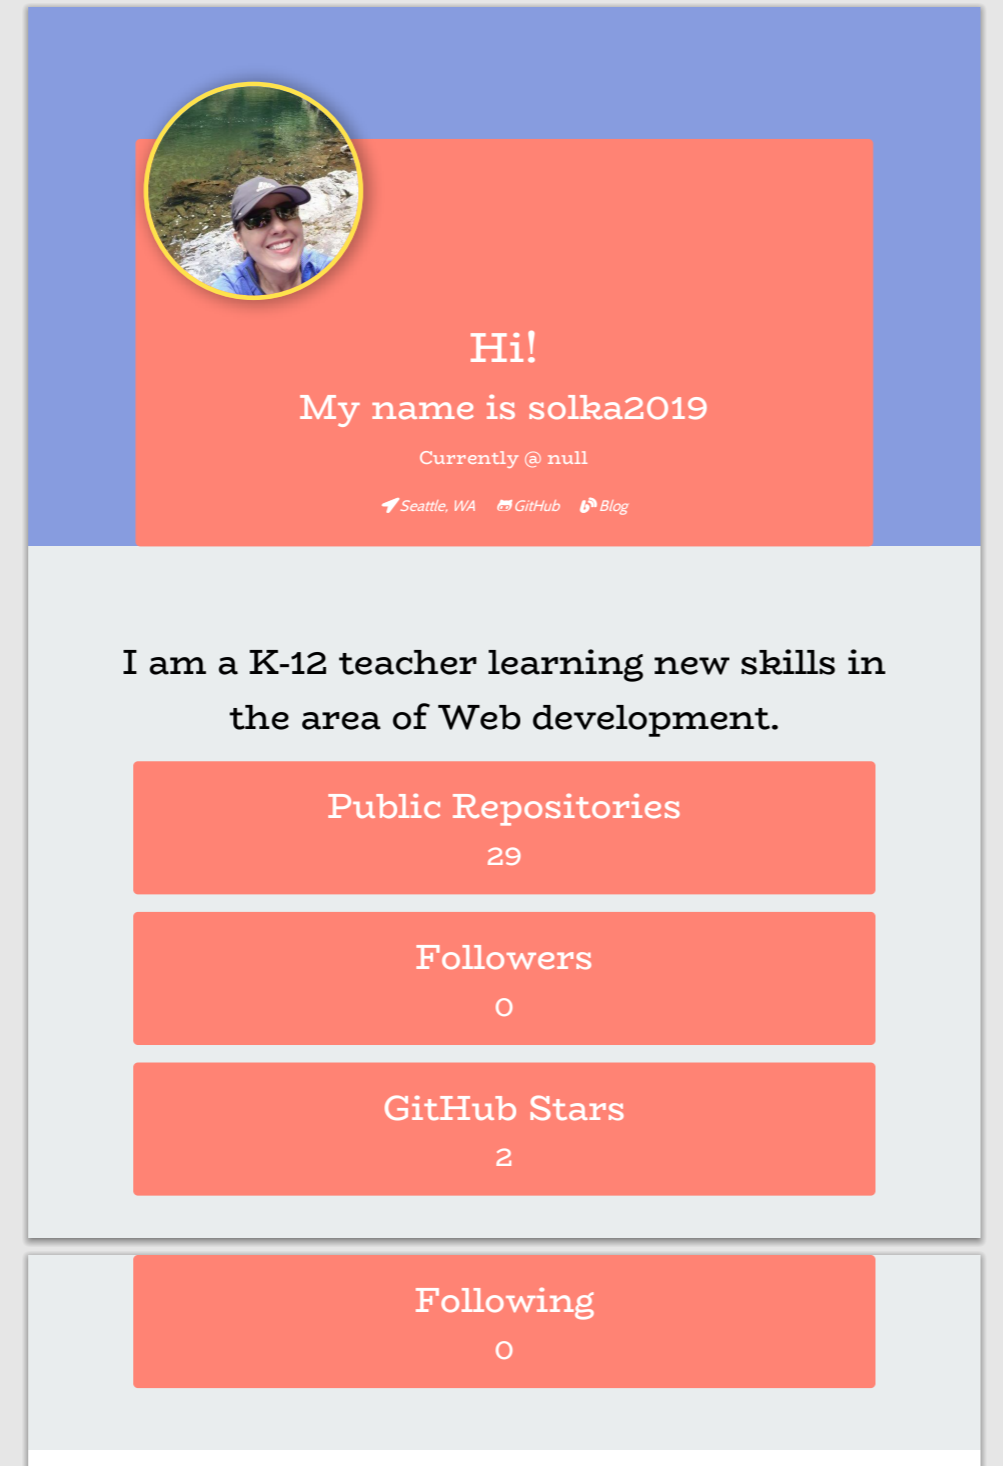 Hi!
My name is solka2019
Currently @ null
Seattle, WA GitHub Blog
I am a K-12 teacher learning new skills in
the area of Web development.
Public Repositories
29
Followers
0
GitHub Stars
2
Following
0